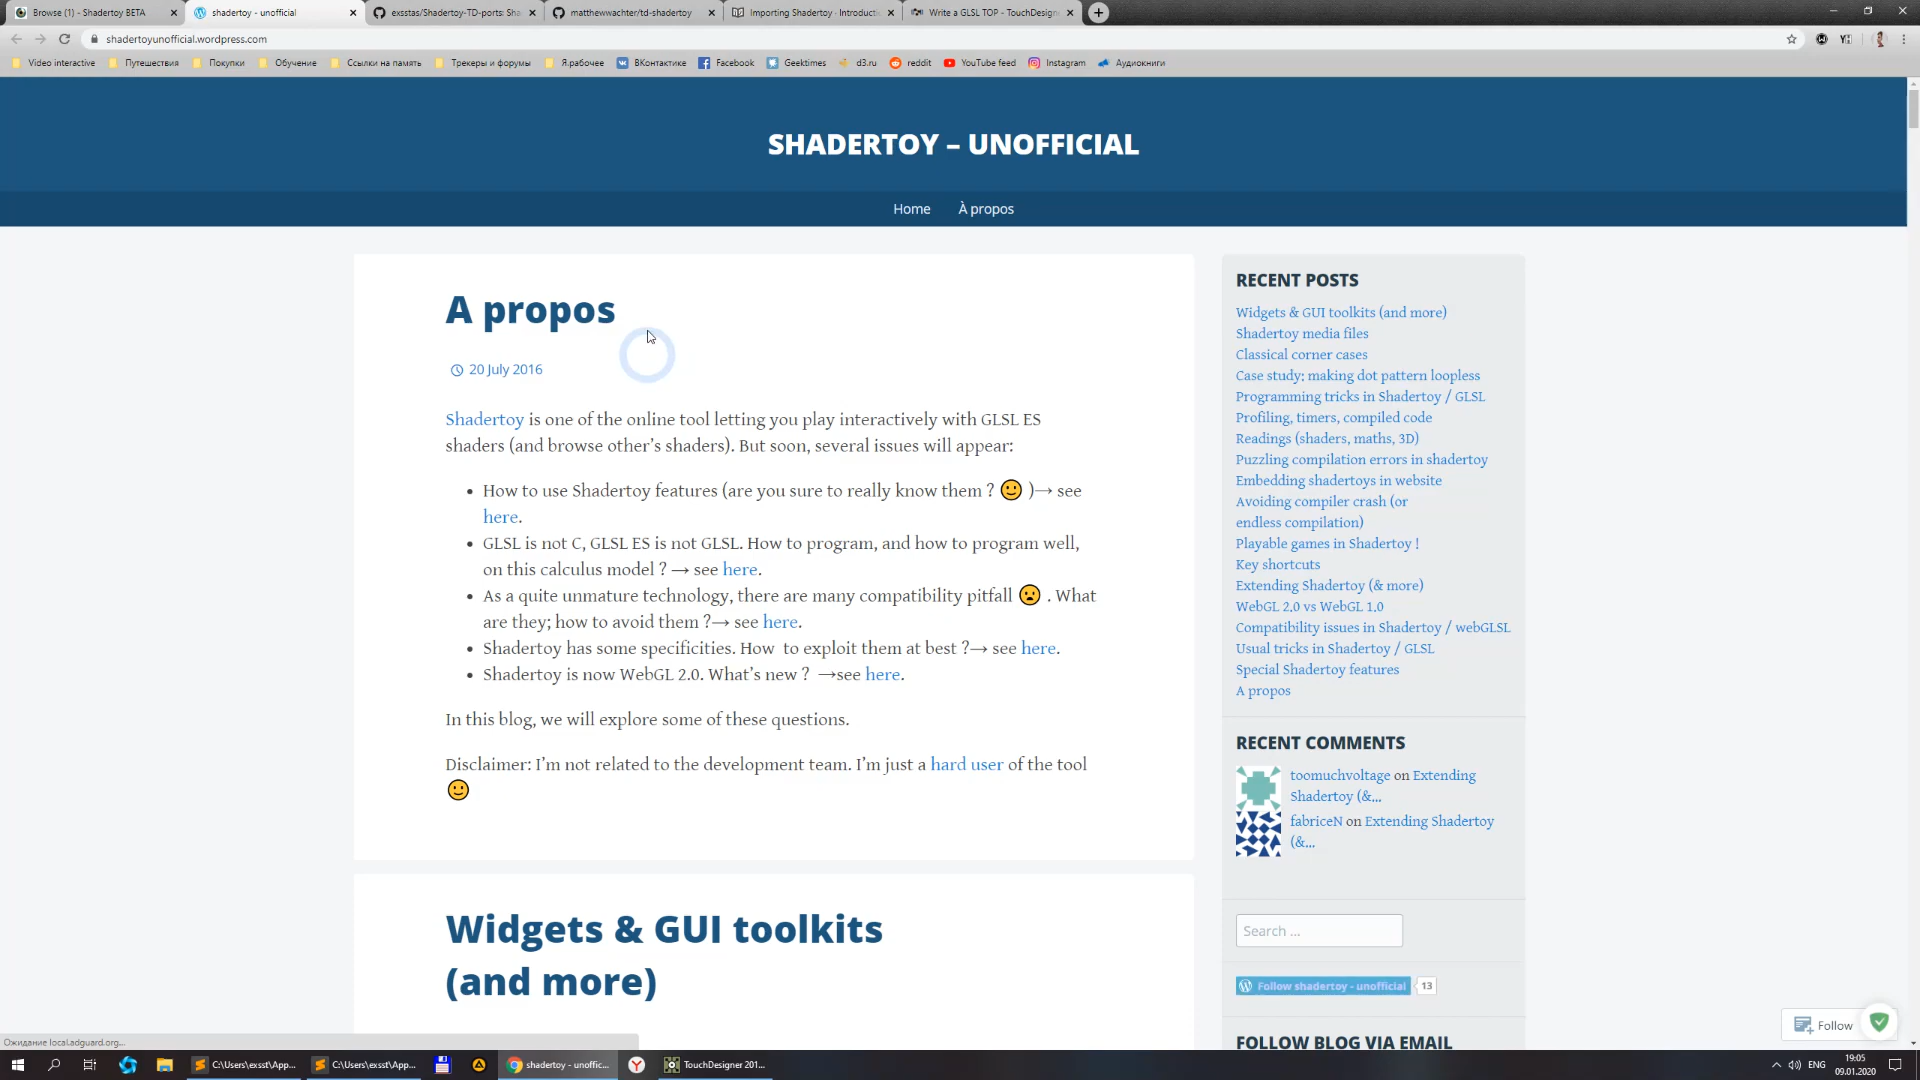 Browse (1) - Shadertoy BETA
shadertoy - unofficial
exsstas/Shadertoy-TD-ports: Sha
matthewwachter/td-shadertoy
Importing Shadertoy · Introducti
Write a GLSL TOP - TouchDesign
shadertoyunofficial.wordpress.com
Video interactive
Путешествия
Покупки
Обучение
Ссылки на память
Трекеры и форумы
Я.рабочее
ВКонтакте
Facebook
Geektimes
d3.ru
reddit
YouTube feed
Instagram
Аудиокниги
SHADERTOY – UNOFFICIAL
Home
À propos
A propos
20 July 2016
Shadertoy is one of the online tool letting you play interactively with GLSL ES
shaders (and browse other's shaders). But soon, several issues will appear:
• How to use Shadertoy features (are you sure to really know them ? 🙂 )→ see
here.
• GLSL is not C, GLSL ES is not GLSL. How to program, and how to program well,
on this calculus model ? → see here.
• As a quite unmature technology, there are many compatibility pitfall 😦 . What
are they; how to avoid them ?→ see here.
• Shadertoy has some specificities. How to exploit them at best ?→ see here.
• Shadertoy is now WebGL 2.0. What's new ? →see here.
In this blog, we will explore some of these questions.
Disclaimer: I'm not related to the development team. I'm just a hard user of the tool
🙂
Widgets & GUI toolkits
(and more)
RECENT POSTS
Widgets & GUI toolkits (and more)
Shadertoy media files
Classical corner cases
Case study: making dot pattern loopless
Programming tricks in Shadertoy / GLSL
Profiling, timers, compiled code
Readings (shaders, maths, 3D)
Puzzling compilation errors in shadertoy
Embedding shadertoys in website
Avoiding compiler crash (or
endless compilation)
Playable games in Shadertoy !
Key shortcuts
Extending Shadertoy (& more)
WebGL 2.0 vs WebGL 1.0
Compatibility issues in Shadertoy / webGLSL
Usual tricks in Shadertoy / GLSL
Special Shadertoy features
A propos
RECENT COMMENTS
toomuchvoltage on Extending
Shadertoy (&...
fabriceN on Extending Shadertoy
(&...
Search ...
Follow shadertoy - unofficial
13
FOLLOW BLOG VIA EMAIL
Follow
Ожидание local.adguard.org...
C:\Users\exsst\App...
C:\Users\exsst\App...
shadertoy - unoffic...
TouchDesigner 201...
ENG
19:05
09.01.2020